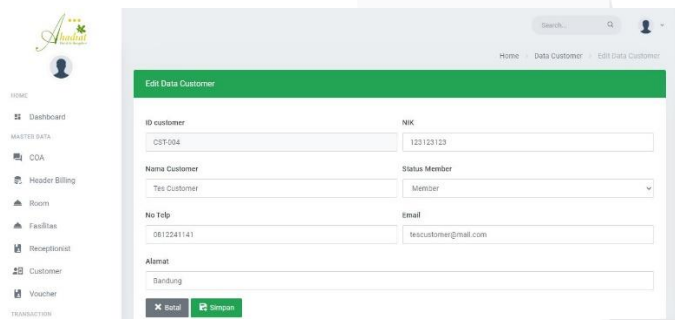 Ahadiat
Search...
Home
Data Customer
Edit Data Customer
HOME
Dashboard
MASTER DATA
COA
Header Billing
Room
Fasilitas
Receptionist
Customer
Voucher
TRANSACTION
Edit Data Customer
ID customer
NIK
CST-004
123123123
Nama Customer
Status Member
Tes Customer
Member
No Telp
Email
0812241141
tescustomer@mail.com
Alamat
Bandung
Batal
Simpan